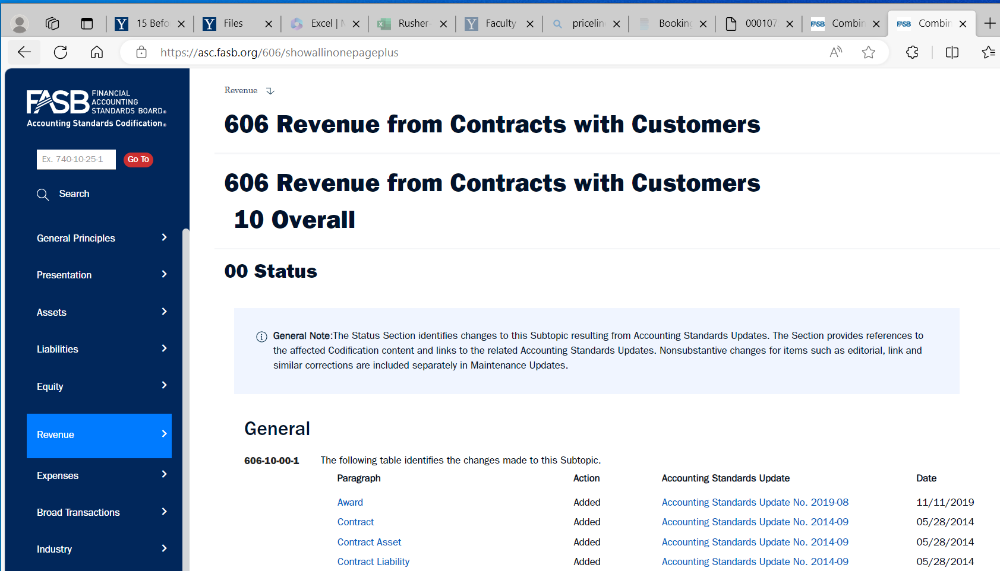 15 Befo
Files
Excel | M
Rusher-
Faculty
priceline
Booking
000107
Combin
Combin
https://asc.fasb.org/606/showallinonepageplus
FASB FINANCIAL
ACCOUNTING
STANDARDS BOARD®
Accounting Standards Codification®
Ex. 740-10-25-1
Go To
Search
General Principles
Presentation
Assets
Liabilities
Equity
Revenue
Expenses
Broad Transactions
Industry
Revenue
606 Revenue from Contracts with Customers
606 Revenue from Contracts with Customers
10 Overall
00 Status
General Note:The Status Section identifies changes to this Subtopic resulting from Accounting Standards Updates. The Section provides references to
the affected Codification content and links to the related Accounting Standards Updates. Nonsubstantive changes for items such as editorial, link and
similar corrections are included separately in Maintenance Updates.
General
606-10-00-1 The following table identifies the changes made to this Subtopic.
Paragraph Action Accounting Standards Update Date
Award Added Accounting Standards Update No. 2019-08 11/11/2019
Contract Added Accounting Standards Update No. 2014-09 05/28/2014
Contract Asset Added Accounting Standards Update No. 2014-09 05/28/2014
Contract Liability Added Accounting Standards Update No. 2014-09 05/28/2014